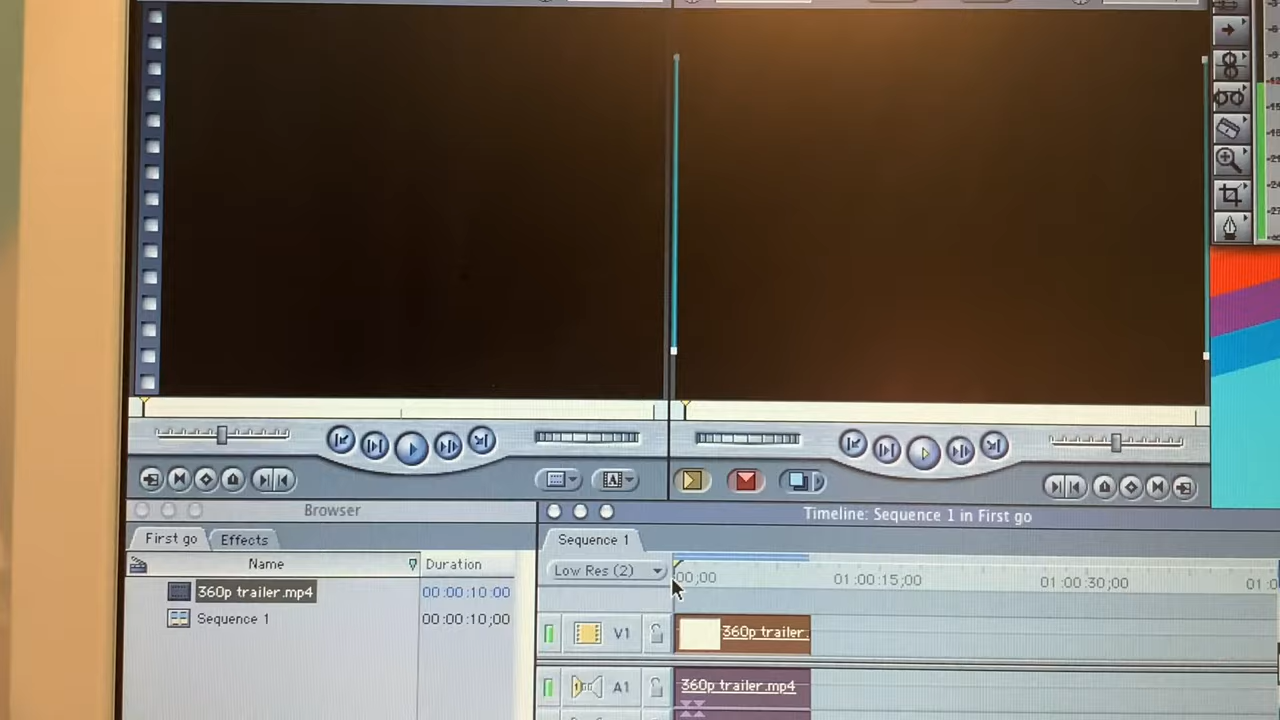 Browser
Timeline: Sequence 1 in First go
First go
Effects
Sequence 1
Name
Duration
Low Res (2)
00;00
01:00:15;00
01:00:30;00
01:0
360p trailer.mp4
00:00:10:00
Sequence 1
00:00:10;00
V1
360p trailer.
A1
360p trailer.mp4
A